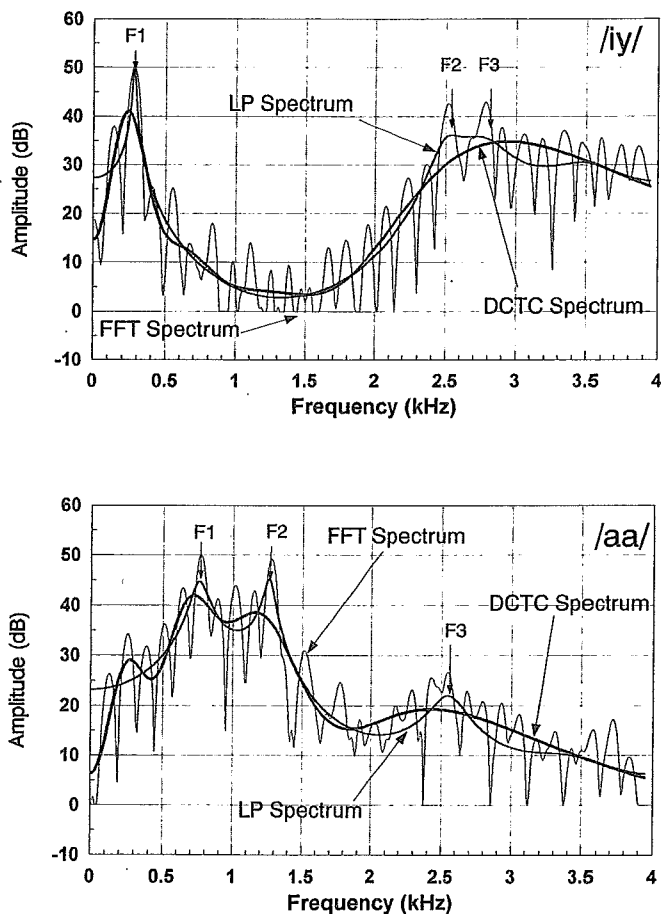 /iy/
60
50
40
30
20
10
0
-10
Amplitude (dB)
F1
F2 F3
LP Spectrum
DCTC Spectrum
FFT Spectrum
0 0.5 1 1.5 2 2.5 3 3.5 4
Frequency (kHz)
/aa/
60
50
40
30
20
10
0
-10
Amplitude (dB)
F1 F2
FFT Spectrum
DCTC Spectrum
F3
LP Spectrum
0 0.5 1 1.5 2 2.5 3 3.5 4
Frequency (kHz)